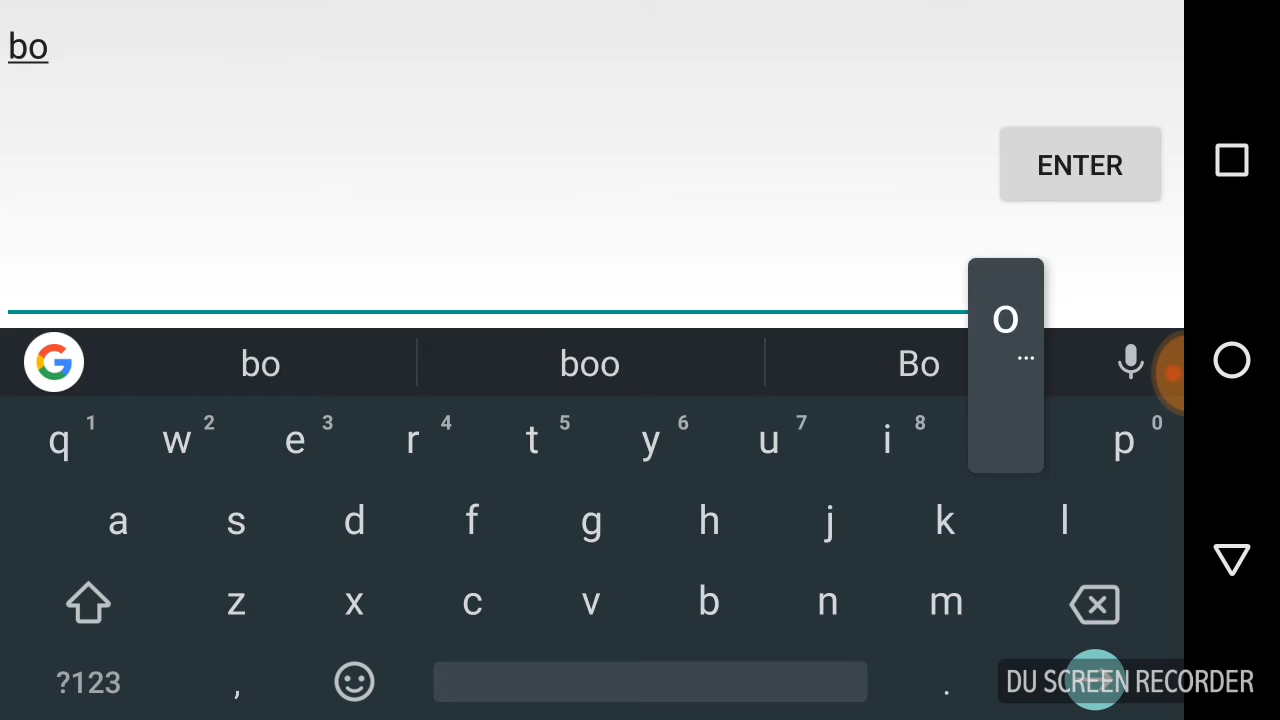 bo
ENTER
o
...
bo boo Bo
q 1 w 2 e 3 r 4 t 5 y 6 u 7 i 8 p 0
a s d f g h j k l
z x c v b n m
?123 , .
DU SCREEN RECORDER